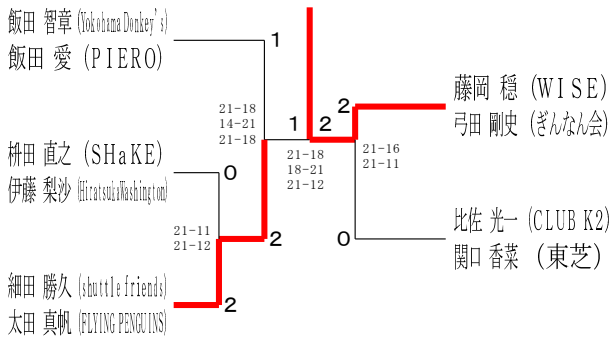 飯田 智章 (Yokohama Donkey's)
飯田 愛 (PIERO)
1
藤岡 穏 (WISE)
弓田 剛史 (ぎんなん会)
2
21-18
14-21
21-18
1
2
枡田 直之 (SHaKE)
伊藤 梨沙 (HiratsukaWashington)
0
21-18
18-21
21-12
21-16
21-11
21-11
21-12
2
0
比佐 光一 (CLUB K2)
関口 香菜 (東芝)
細田 勝久 (shuttle friends)
太田 真帆 (FLYING PENGUINS)
2